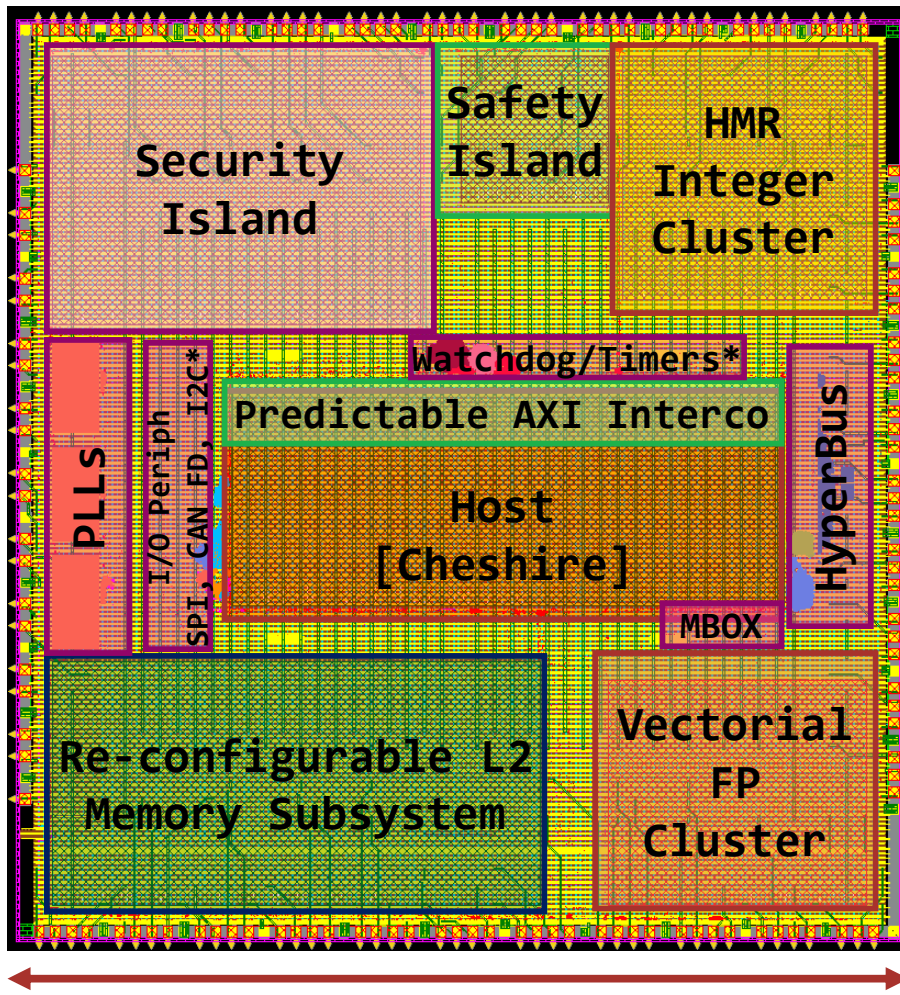 Security
Island
Safety
Island
HMR
Integer
Cluster
Watchdog/Timers*
PLLs
I/O Periph
SPI, CAN FD, I2C*
Predictable AXI Interco
Host
[Cheshire]
HyperBus
MBOX
Re-configurable L2
Memory Subsystem
Vectorial
FP
Cluster